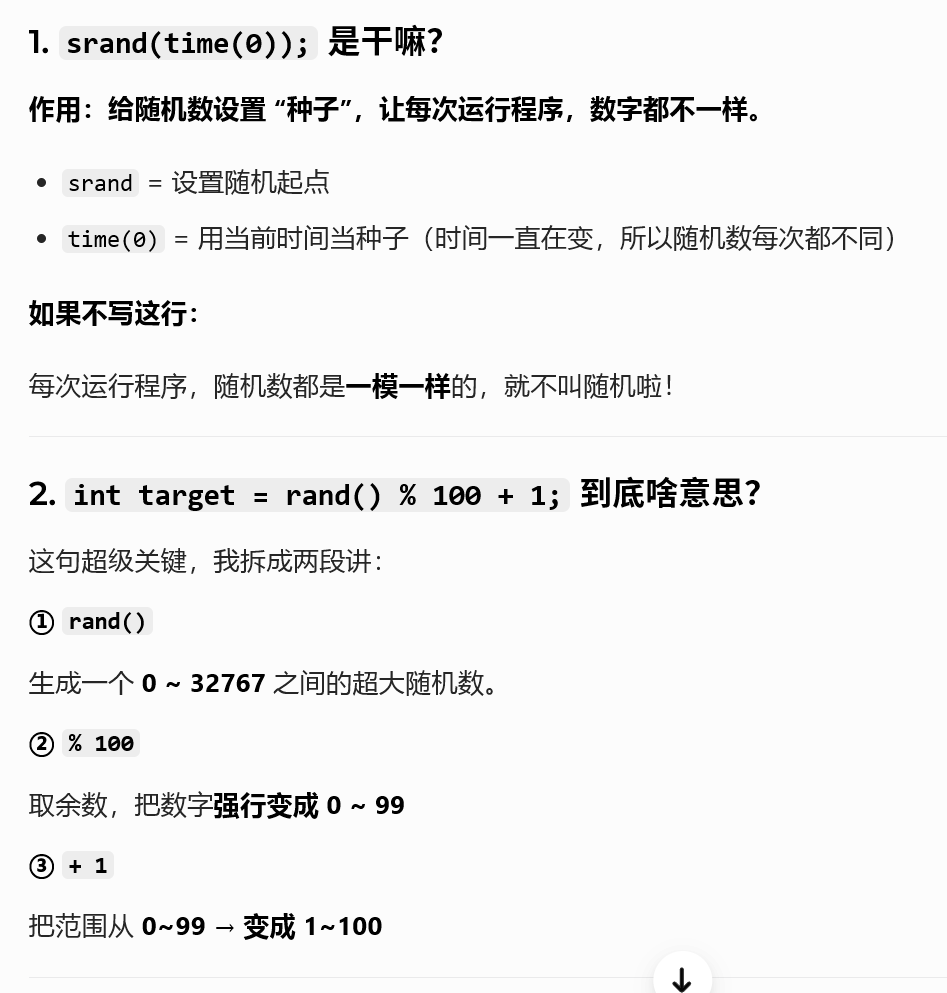 1. srand(time(0)); 是干嘛？
作用：给随机数设置 “种子”，让每次运行程序，数字都不一样。
• srand = 设置随机起点
• time(0) = 用当前时间当种子（时间一直在变，所以随机数每次都不同）
如果不写这行：
每次运行程序，随机数都是一模一样的，就不叫随机啦！
2. int target = rand() % 100 + 1; 到底啥意思？
这句超级关键，我拆成两段讲：
① rand()
生成一个 0 ~ 32767 之间的超大随机数。
② % 100
取余数，把数字强行变成 0 ~ 99
③ + 1
把范围从 0~99 → 变成 1~100